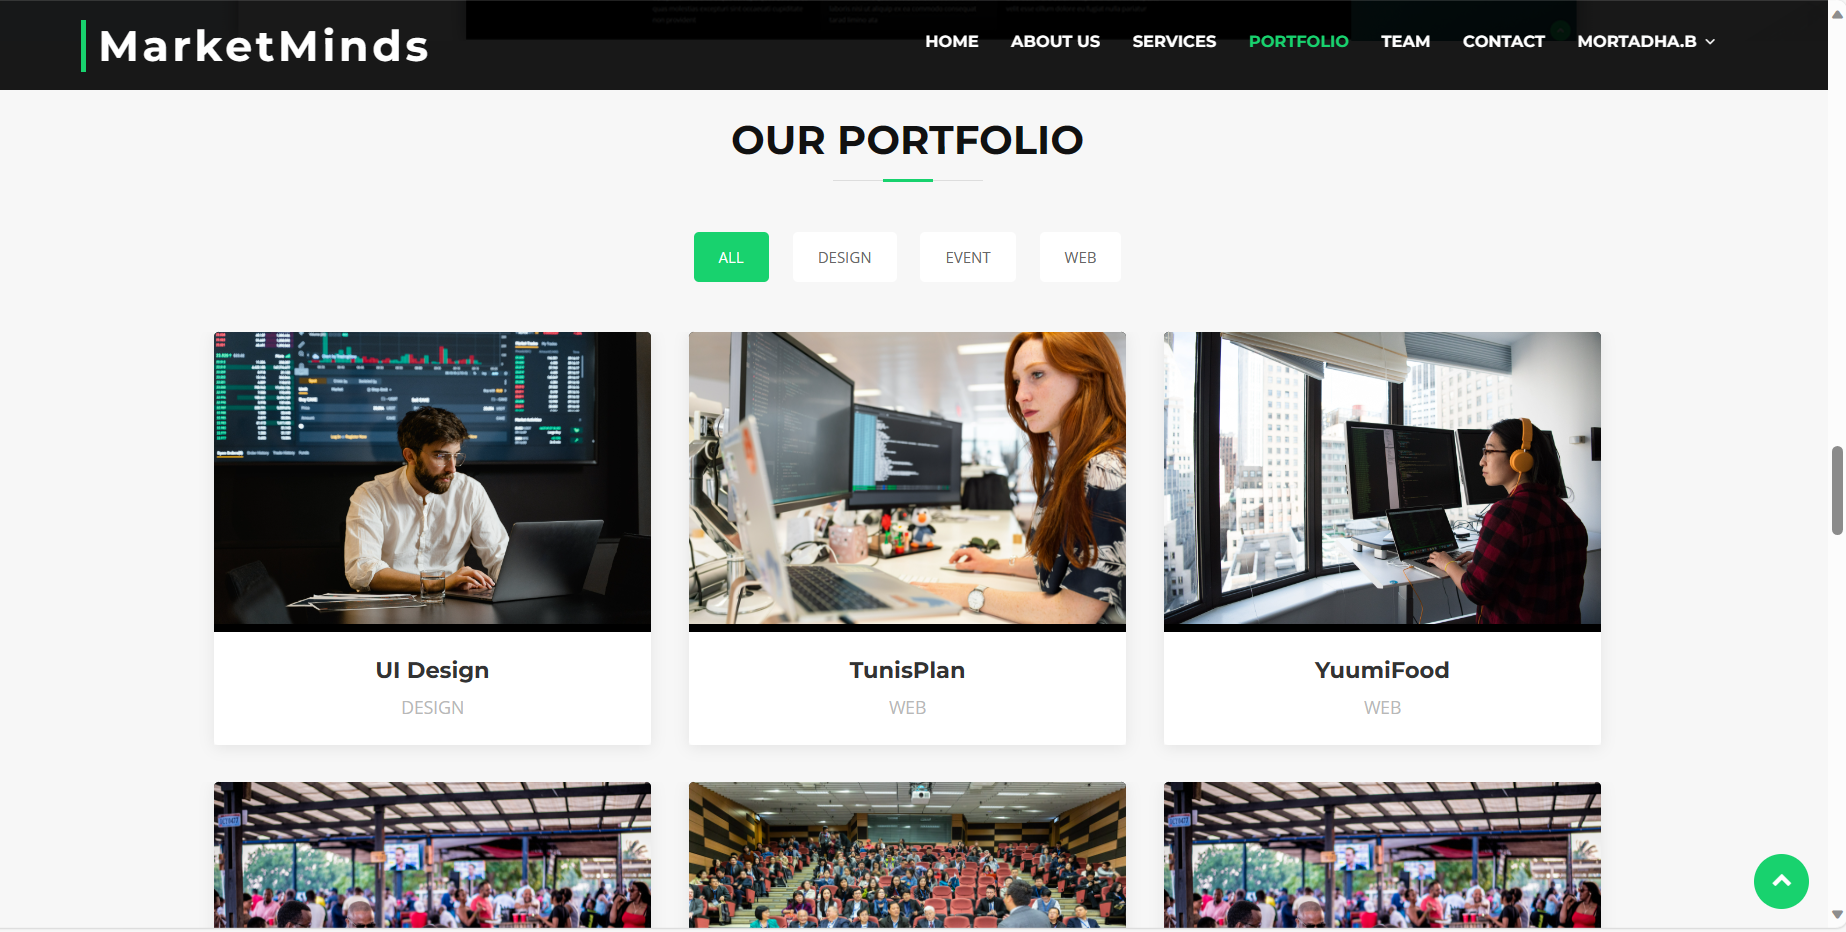 MarketMinds
HOME ABOUT US SERVICES PORTFOLIO TEAM CONTACT MORTADHA.B
OUR PORTFOLIO
ALL DESIGN EVENT WEB
UI Design
DESIGN
TunisPlan
WEB
YuumiFood
WEB